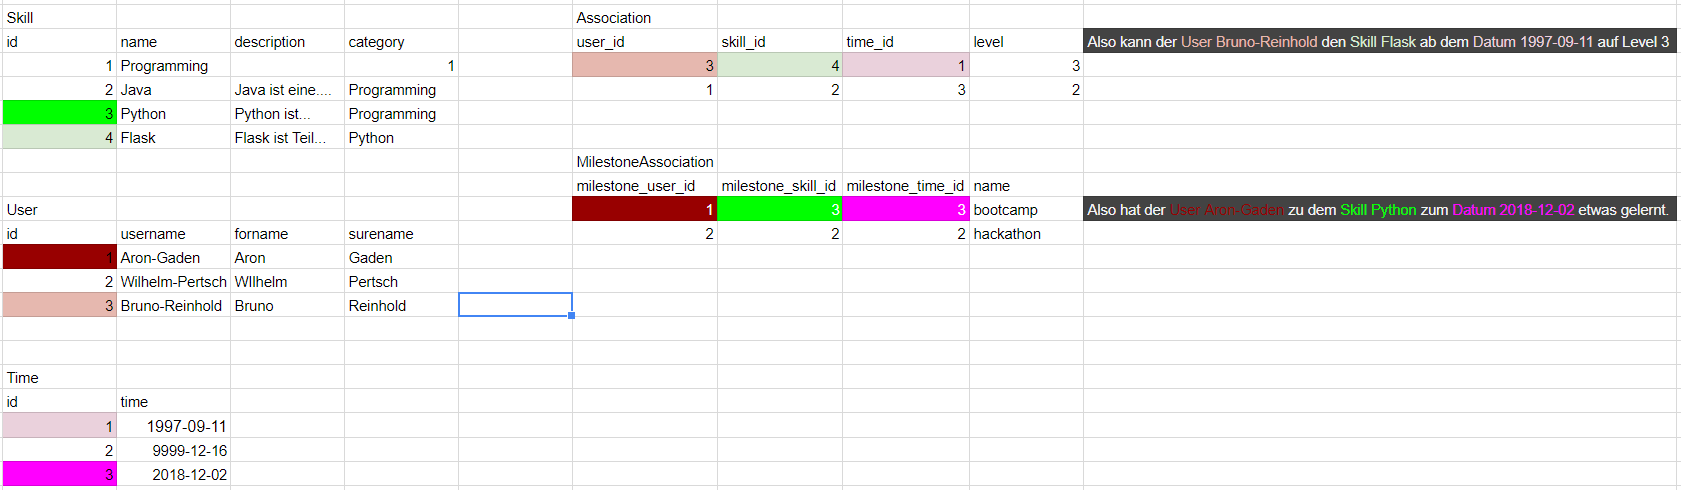 Skill Association
id name description category user_id skill_id time_id level Also kann der User Bruno-Reinhold den Skill Flask ab dem Datum 1997-09-11 auf Level 3
1 Programming 1 3 4 1 3
2 Java Java ist eine.... Programming 1 2 3 2
3 Python Python ist... Programming
4 Flask Flask ist Teil... Python
MilestoneAssociation
milestone_user_id milestone_skill_id milestone_time_id name
User 1 3 3 bootcamp Also hat der User Aron-Gaden zu dem Skill Python zum Datum 2018-12-02 etwas gelernt.
id username forname surename 2 2 2 hackathon
1 Aron-Gaden Aron Gaden
2 Wilhelm-Pertsch WIlhelm Pertsch
3 Bruno-Reinhold Bruno Reinhold
Time
id time
1 1997-09-11
2 9999-12-16
3 2018-12-02